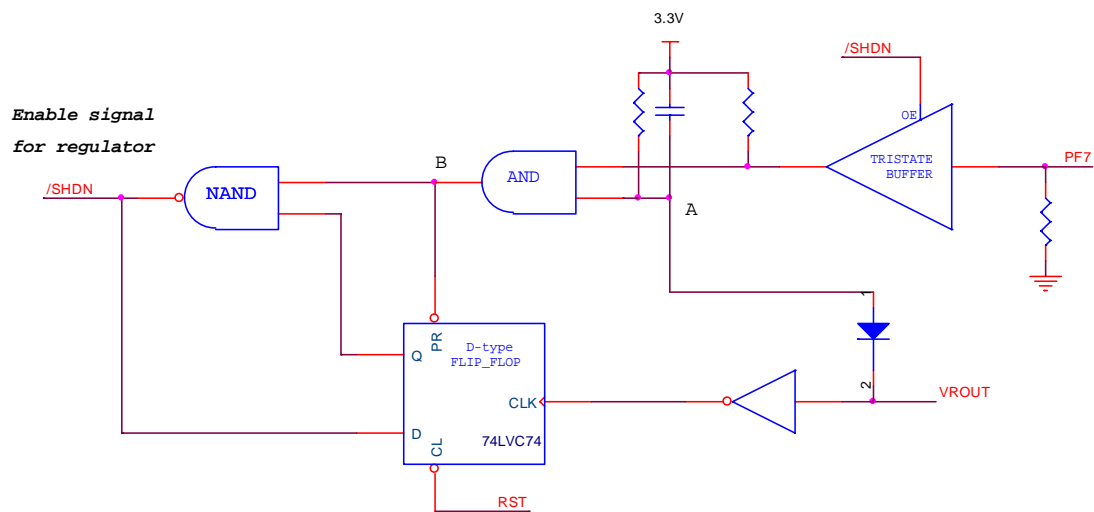 3.3V
/SHDN
Enable signal
for regulator
OE
B
AND
TRISTATE
BUFFER
PF7
/SHDN
NAND
A
1
PR
D-type
FLIP_FLOP
Q
2
VROUT
CLK
D
CL
74LVC74
RST